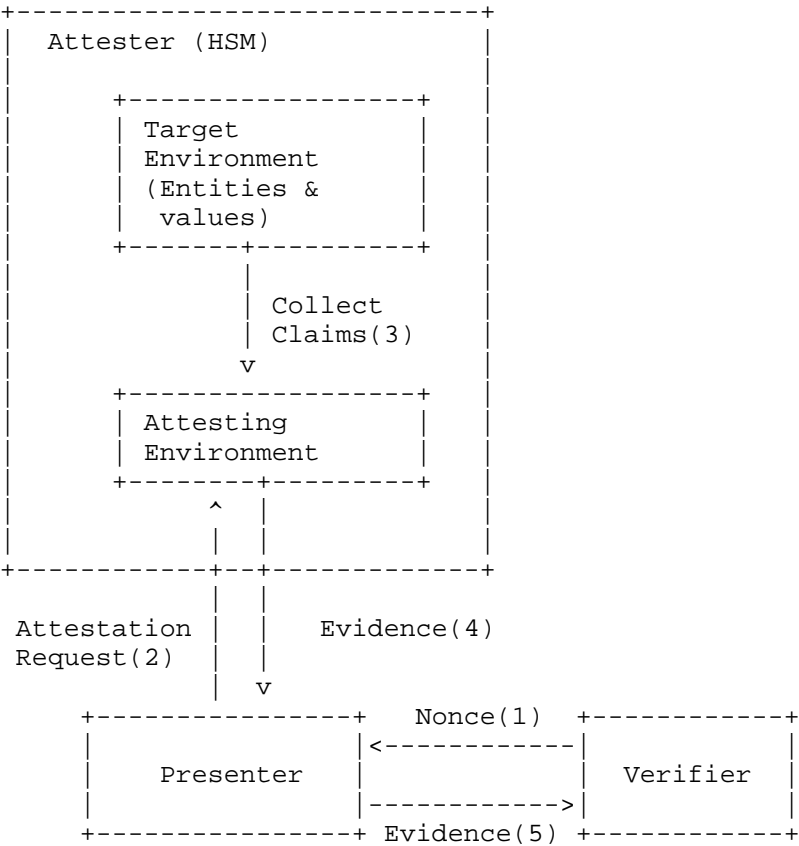 Attester (HSM)
Target
Environment
(Entities &
values)
Collect
Claims(3)
Attesting
Environment
Attestation
Request(2)
Evidence(4)
Nonce(1)
Presenter
Verifier
Evidence(5)